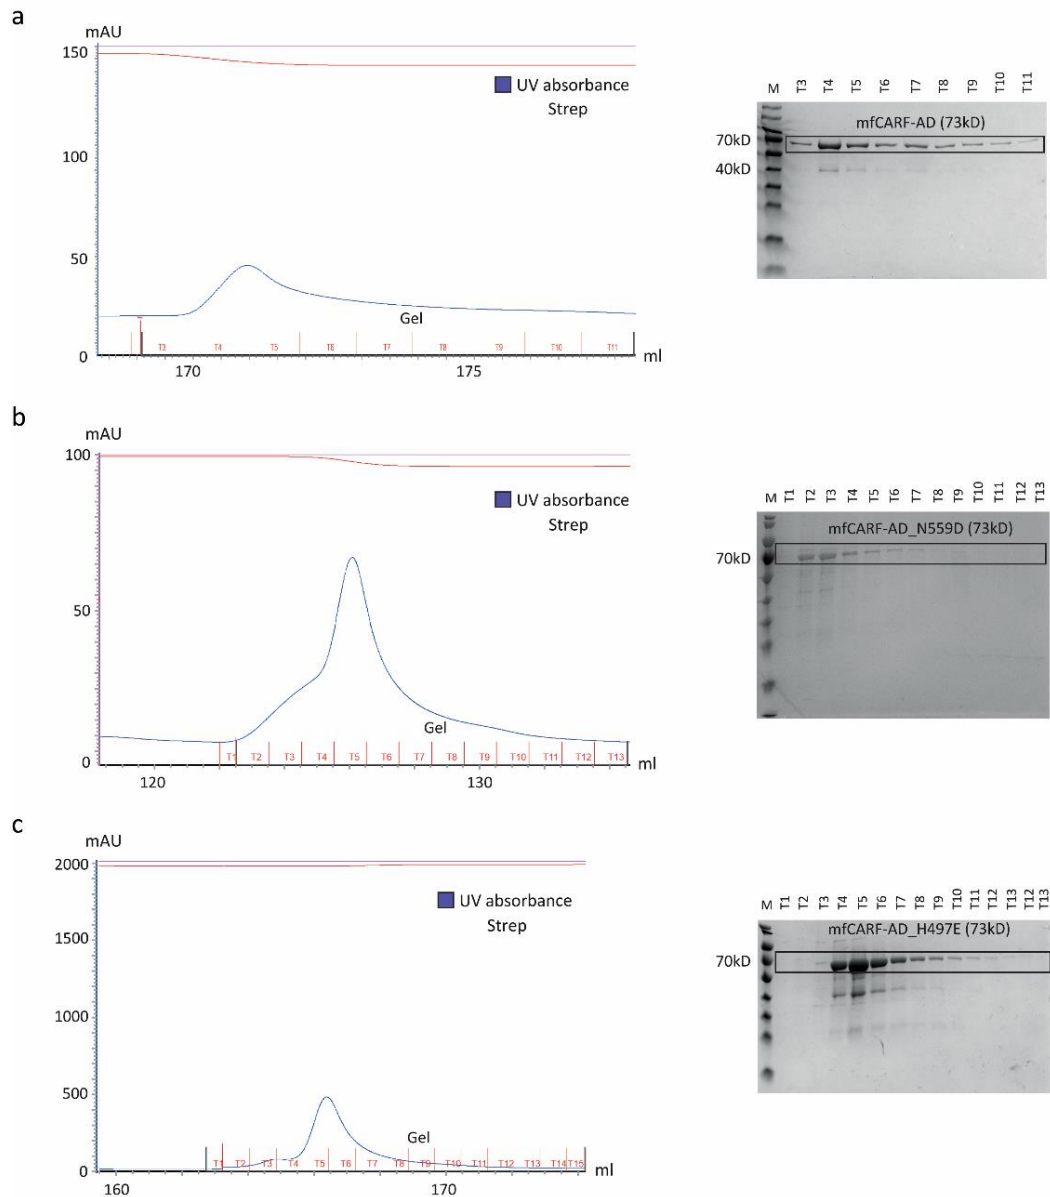 a
mAU
150
100
50
0
UV absorbance
Strep
Gel
T3 T4 T5 T6 T7 T8 T9 T10 T11
ml
170 175
M T3 T4 T5 T6 T7 T8 T9 T10 T11
mfCARF-AD (73kD)
70kD
40kD
b
mAU
100
50
0
UV absorbance
Strep
Gel
T1 T2 T3 T4 T5 T6 T7 T8 T9 T10 T11 T12 T13
ml
120 130
M T1 T2 T3 T4 T5 T6 T7 T8 T9 T10 T11 T12 T13
mfCARF-AD_N559D (73kD)
70kD
c
mAU
2000
1500
1000
500
0
UV absorbance
Strep
Gel
T1 T2 T3 T4 T5 T6 T7 T8 T9 T10 T11 T12 T13 T14 T15
ml
160 170
M T1 T2 T3 T4 T5 T6 T7 T8 T9 T10 T11 T12 T13 T12 T13
mfCARF-AD_H497E (73kD)
70kD